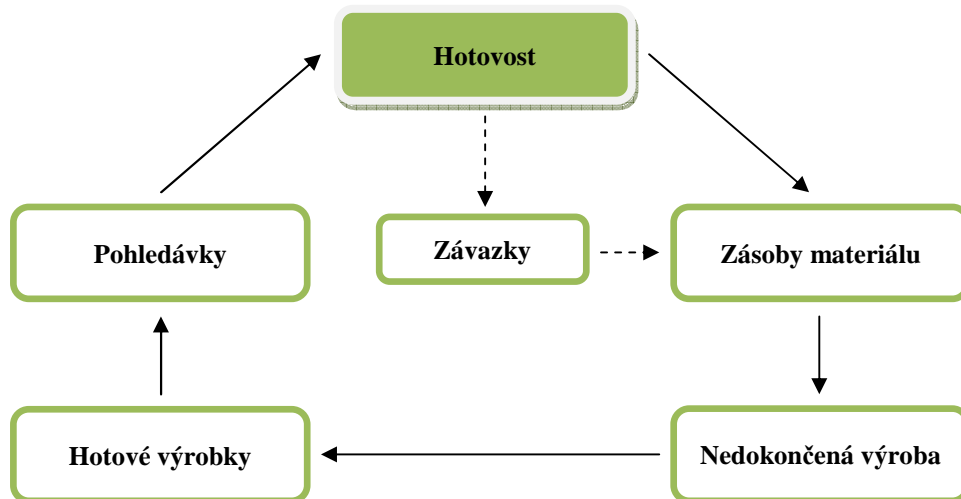 Hotovost
Pohledávky
Závazky
Zásoby materiálu
Hotové výrobky
Nedokončená výroba